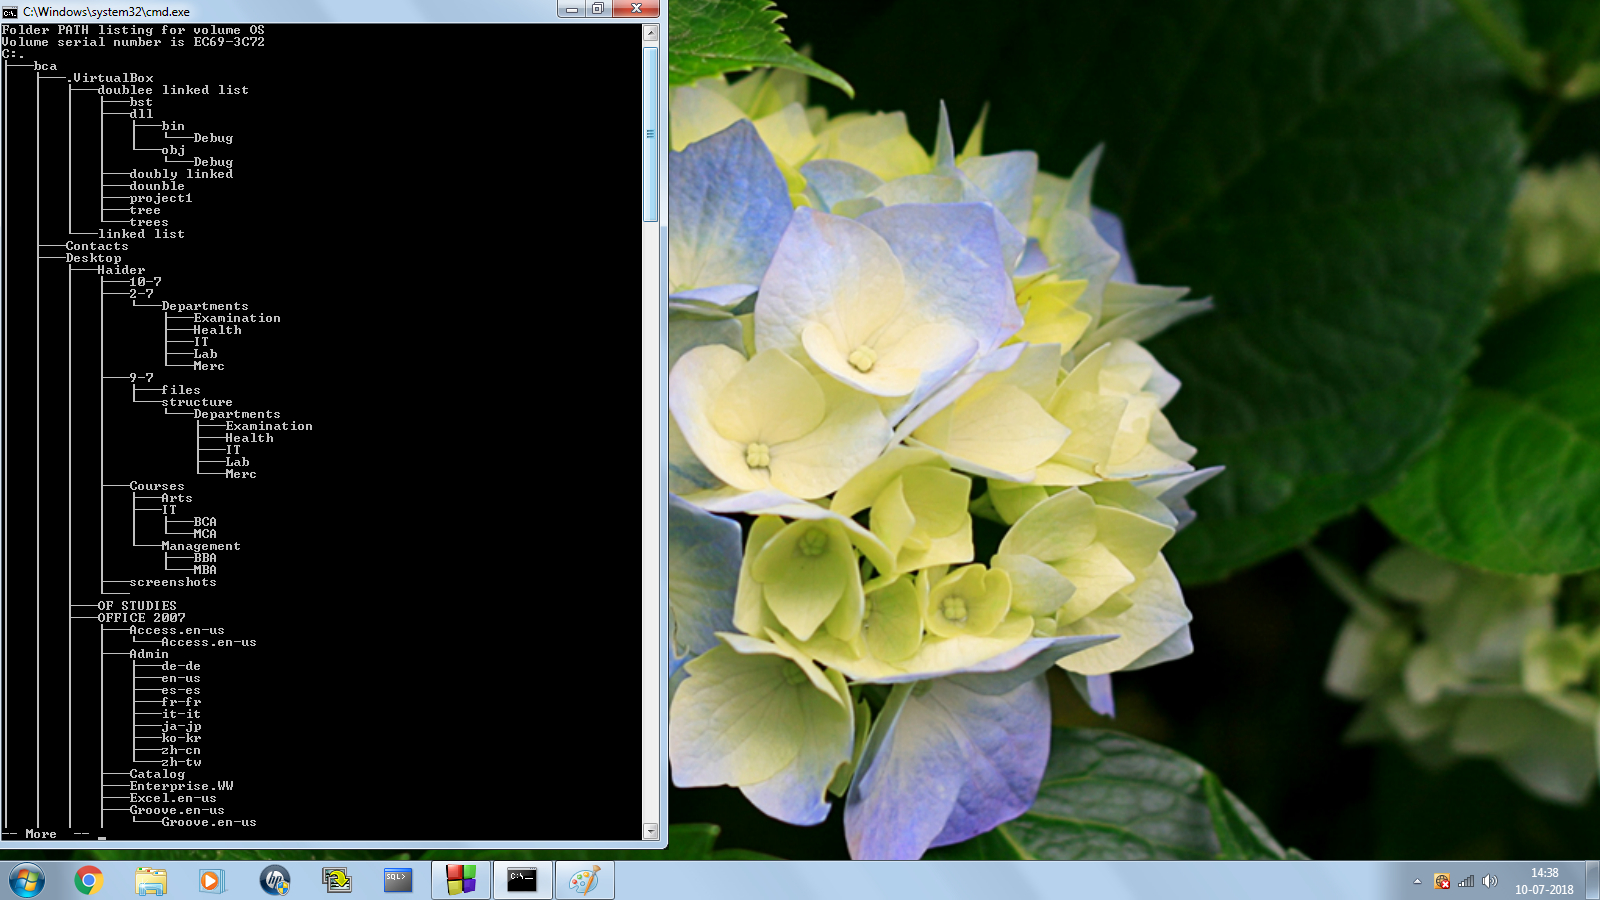 C:\Windows\system32\cmd.exe
Folder PATH listing for volume OS
Volume serial number is EC69-3C72
C:.
├───bca
│   ├───.VirtualBox
│   │   ├───doublee linked list
│   │   │   ├───bst
│   │   │   ├───dll
│   │   │   │   ├───bin
│   │   │   │   │   └───Debug
│   │   │   │   └───obj
│   │   │   │       └───Debug
│   │   │   ├───doubly linked
│   │   │   ├───dounble
│   │   │   ├───project1
│   │   │   ├───tree
│   │   │   └───trees
│   │   └───linked list
│   ├───Contacts
│   ├───Desktop
│   │   ├───Haider
│   │   │   ├───10-7
│   │   │   ├───2-7
│   │   │   │   └───Departments
│   │   │   │       ├───Examination
│   │   │   │       ├───Health
│   │   │   │       ├───IT
│   │   │   │       ├───Lab
│   │   │   │       └───Merc
│   │   │   ├───9-7
│   │   │   │   ├───files
│   │   │   │   └───structure
│   │   │   │       └───Departments
│   │   │   │           ├───Examination
│   │   │   │           ├───Health
│   │   │   │           ├───IT
│   │   │   │           ├───Lab
│   │   │   │           └───Merc
│   │   │   ├───Courses
│   │   │   │   ├───Arts
│   │   │   │   ├───IT
│   │   │   │   │   ├───BCA
│   │   │   │   │   └───MCA
│   │   │   │   └───Management
│   │   │   │       ├───BBA
│   │   │   │       └───MBA
│   │   │   ├───screenshots
│   │   │   └───
│   │   ├───OF STUDIES
│   │   ├───OFFICE 2007
│   │   │   ├───Access.en-us
│   │   │   │   └───Access.en-us
│   │   │   ├───Admin
│   │   │   │   ├───de-de
│   │   │   │   ├───en-us
│   │   │   │   ├───es-es
│   │   │   │   ├───fr-fr
│   │   │   │   ├───it-it
│   │   │   │   ├───ja-jp
│   │   │   │   ├───ko-kr
│   │   │   │   ├───zh-cn
│   │   │   │   └───zh-tw
│   │   │   ├───Catalog
│   │   │   ├───Enterprise.WW
│   │   │   ├───Excel.en-us
│   │   │   ├───Groove.en-us
│   │   │   │   └───Groove.en-us
-- More  --
hp
SQL>
C:\_
14:38
10-07-2018